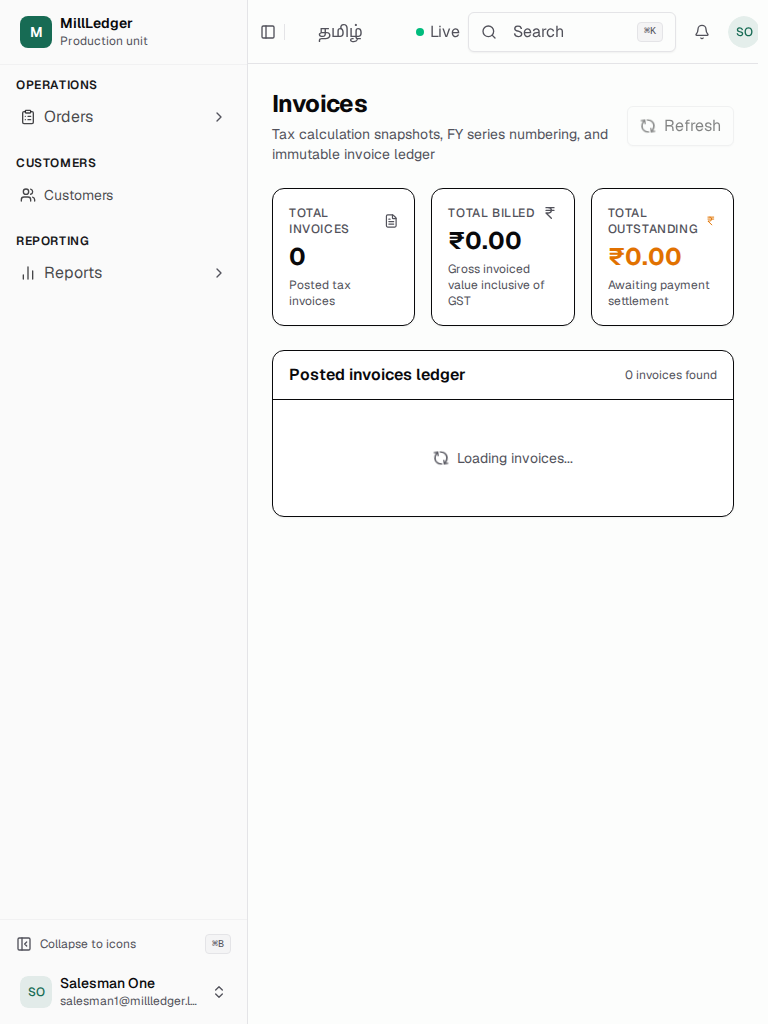 M
MillLedger
Production unit
OPERATIONS
Orders
CUSTOMERS
Customers
REPORTING
Reports
Collapse to icons
⌘B
SO
Salesman One
salesman1@millledger.l...
தமிழ்
Live
Search
⌘K
SO
Invoices
Tax calculation snapshots, FY series numbering, and
immutable invoice ledger
Refresh
TOTAL
INVOICES
0
Posted tax
invoices
TOTAL BILLED ₹
₹0.00
Gross invoiced
value inclusive of
GST
TOTAL
OUTSTANDING ₹
₹0.00
Awaiting payment
settlement
Posted invoices ledger
0 invoices found
Loading invoices...